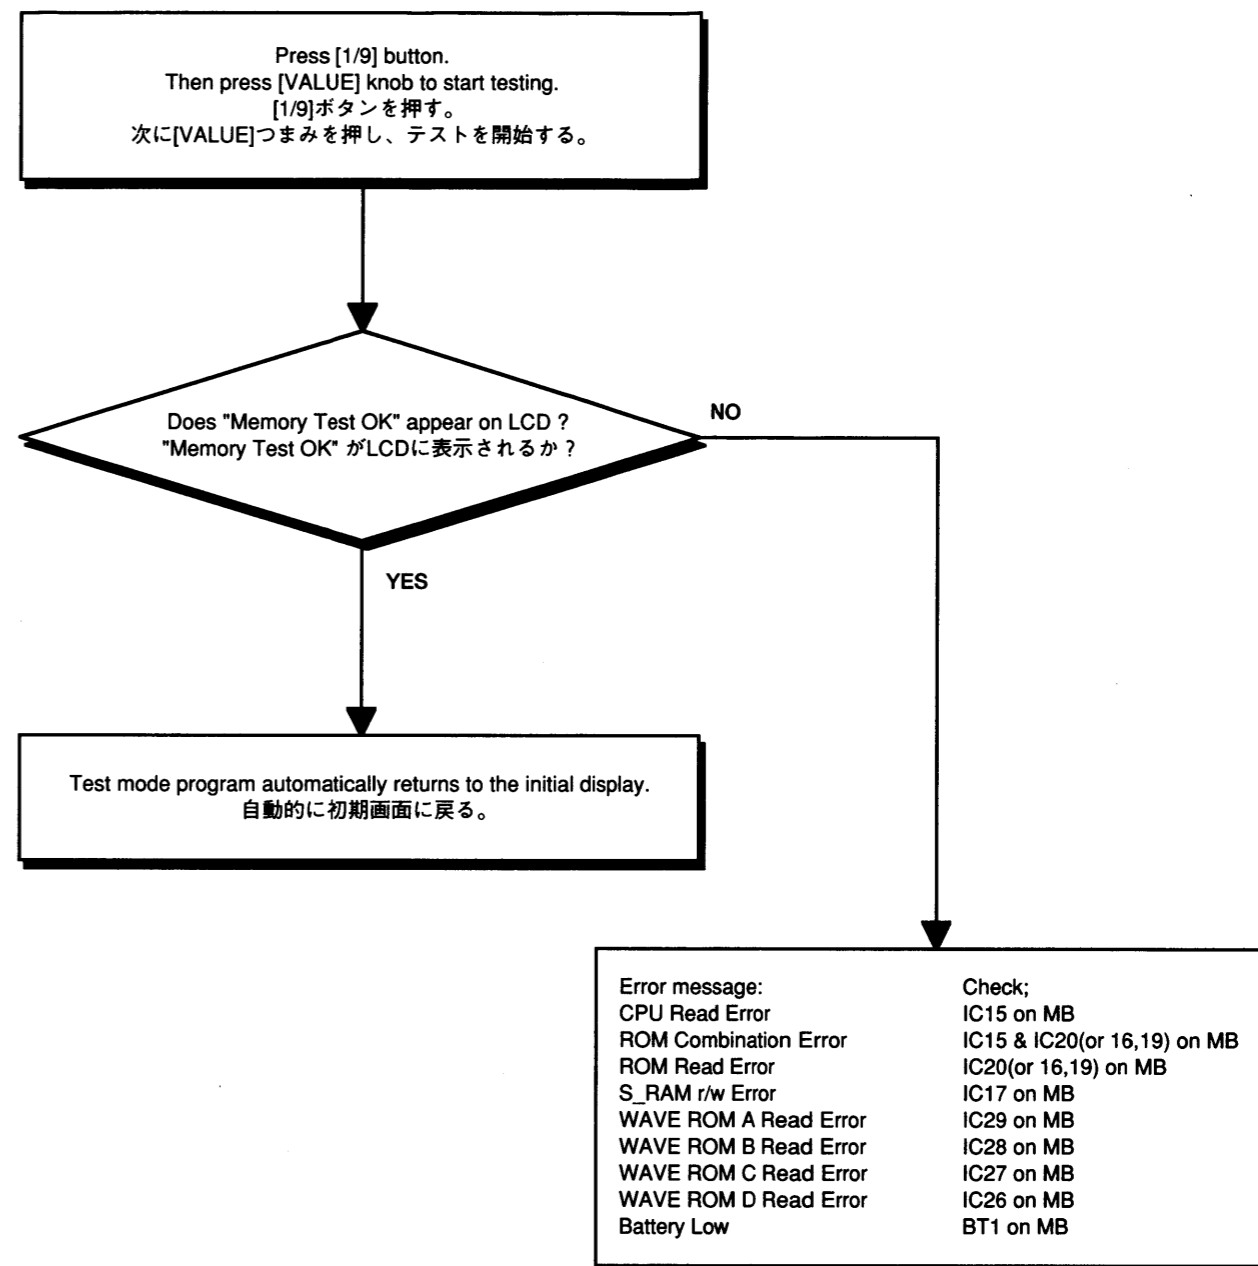 Press [1/9] button.
Then press [VALUE] knob to start testing.
[1/9]ボタンを押す。
次に[VALUE]つまみを押し、テストを開始する。
Does "Memory Test OK" appear on LCD ?
"Memory Test OK" がLCDに表示されるか ?
NO
YES
Test mode program automatically returns to the initial display.
自動的に初期画面に戻る。
Error message: Check;
CPU Read Error IC15 on MB
ROM Combination Error IC15 & IC20(or 16,19) on MB
ROM Read Error IC20(or 16,19) on MB
S_RAM r/w Error IC17 on MB
WAVE ROM A Read Error IC29 on MB
WAVE ROM B Read Error IC28 on MB
WAVE ROM C Read Error IC27 on MB
WAVE ROM D Read Error IC26 on MB
Battery Low BT1 on MB